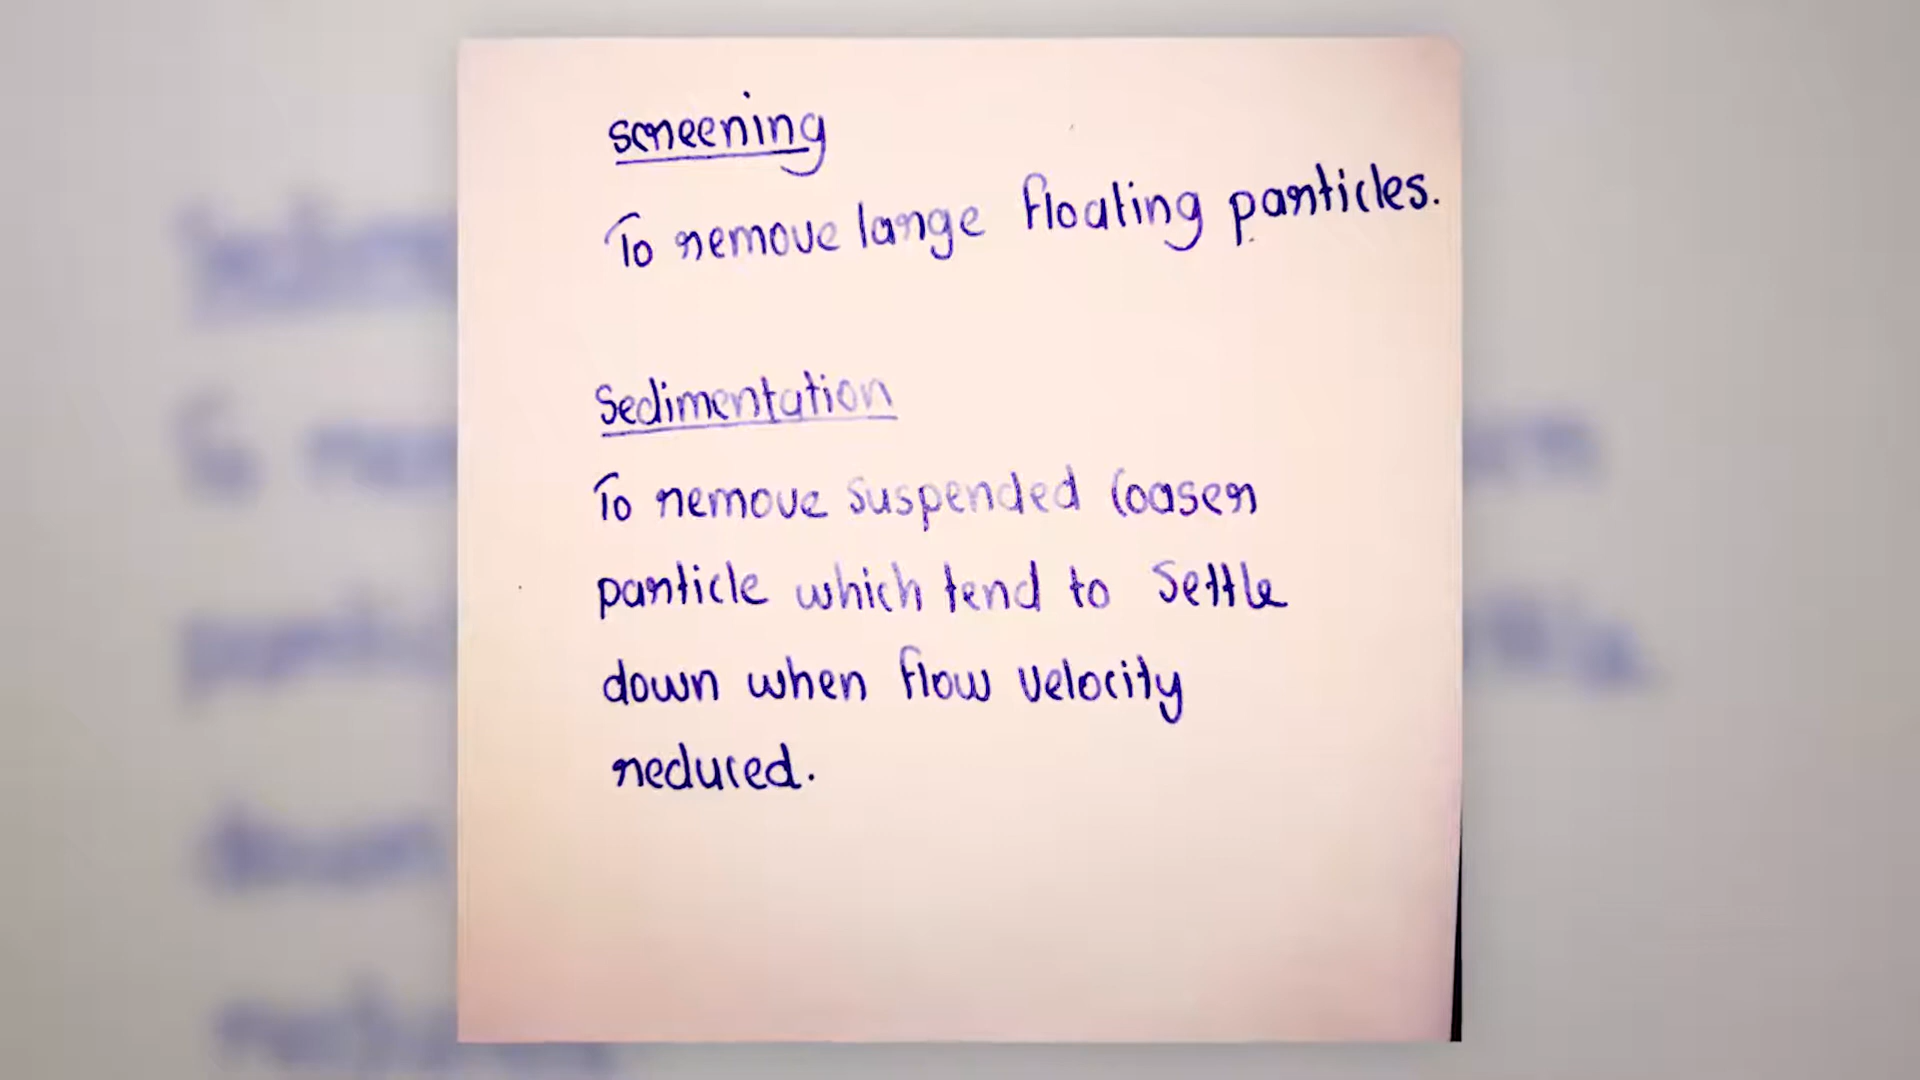 screening
To remove large floating particles.
Sedimentation
To remove suspended coaser
particle which tend to settle
down when flow velocity
reduced.